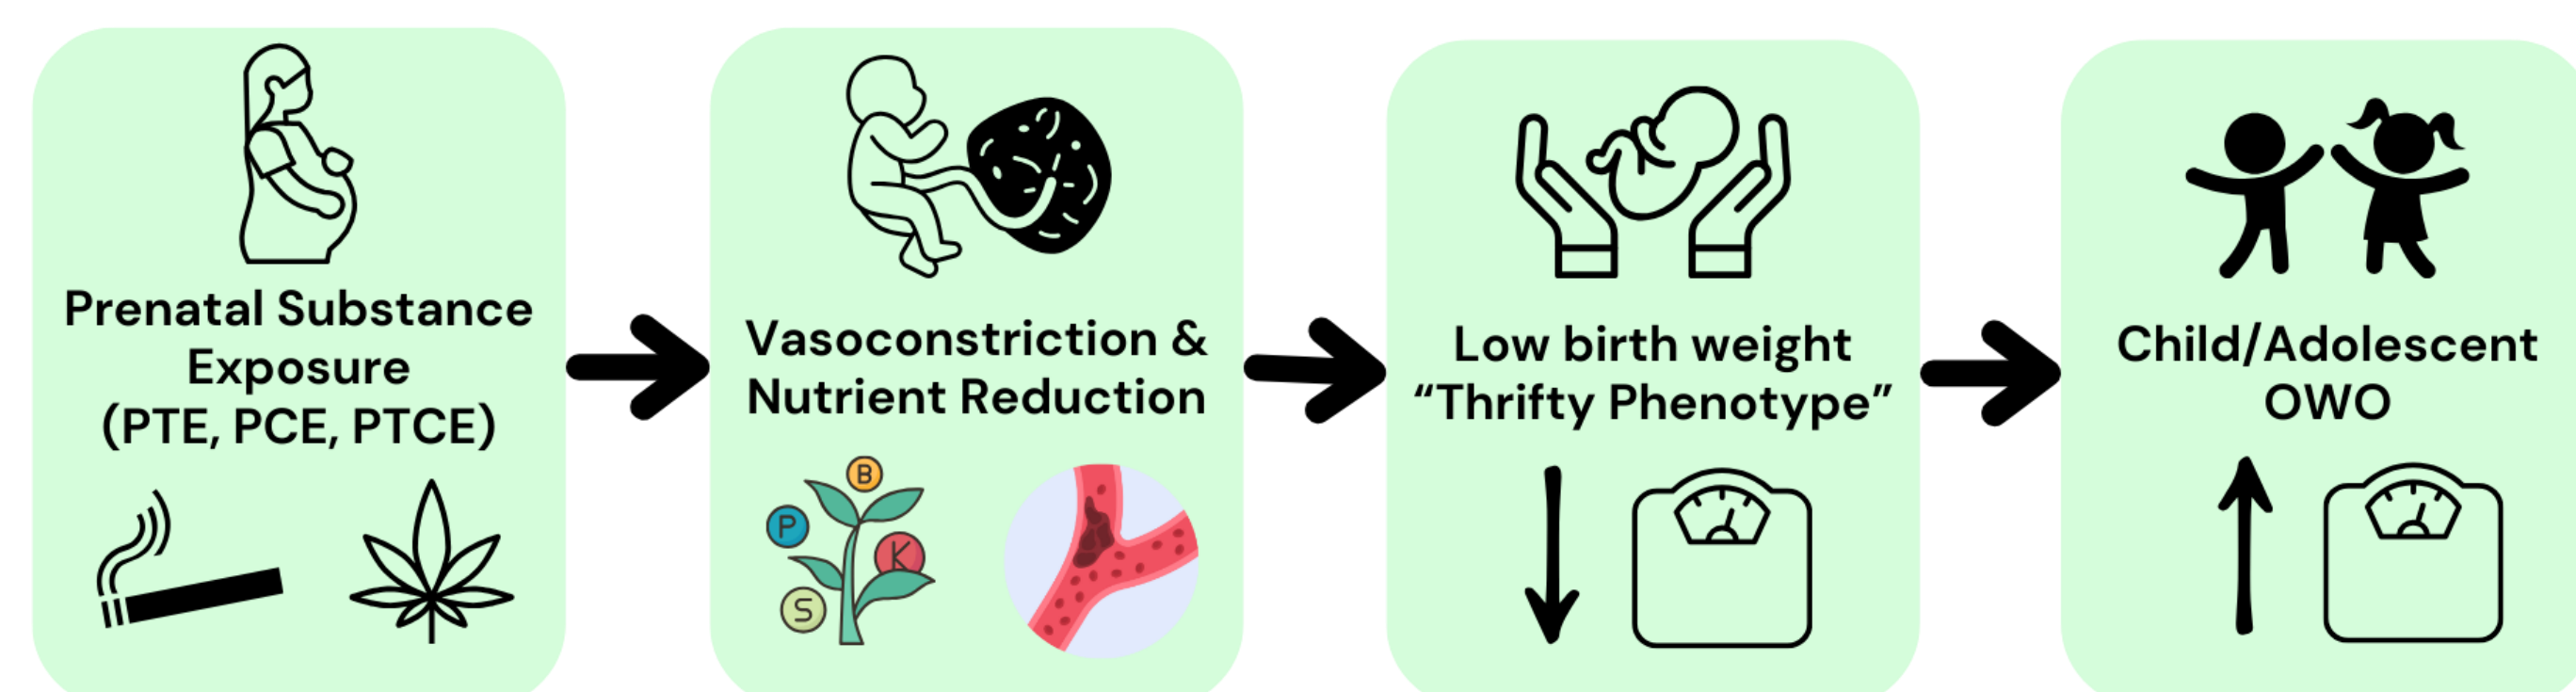 Prenatal Substance
Exposure
(PTE, PCE, PTCE)
Vasoconstriction &
Nutrient Reduction
B
P
K
S
Low birth weight
“Thrifty Phenotype”
Child/Adolescent
OWO